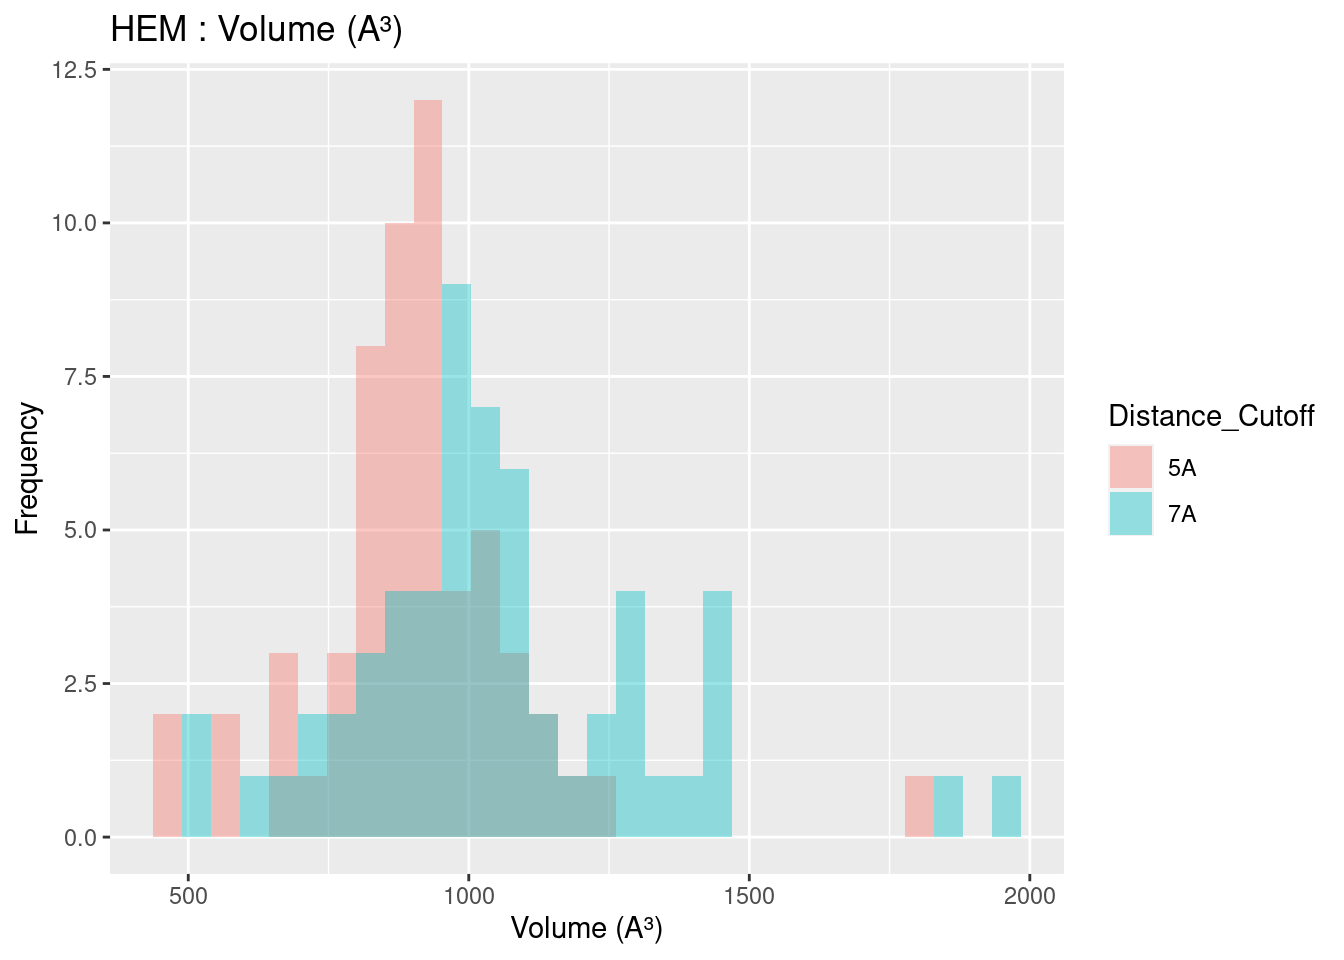 HEM : Volume (A³)
12.5
10.0
7.5
5.0
2.5
0.0
Frequency
500 1000 1500 2000
Volume (A³)
Distance_Cutoff
5A
7A